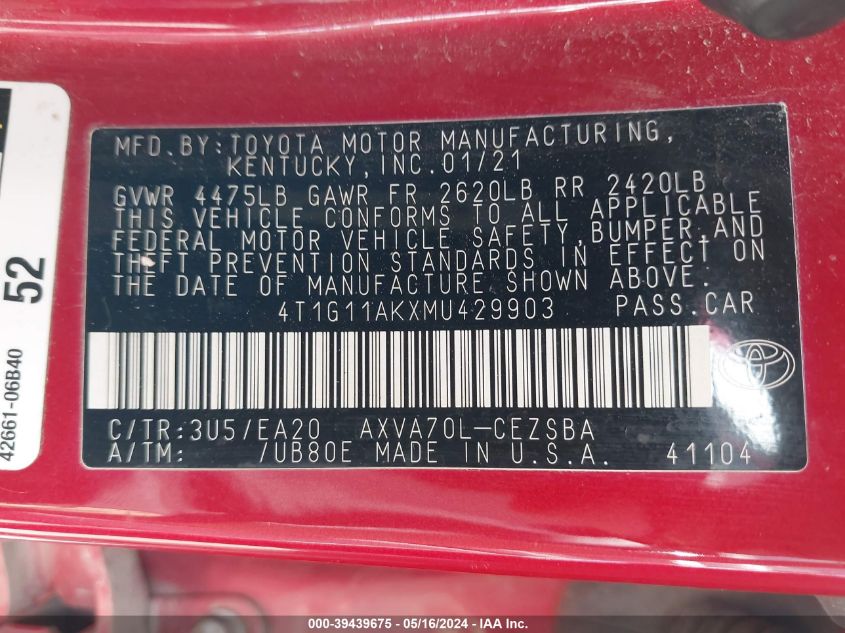 MFD.BY:TOYOTA MOTOR MANUFACTURING,
KENTUCKY,INC.01/21
GVWR 4475LB GAWR FR 2620LB RR 2420LB
THIS VEHICLE CONFORMS TO ALL APPLICABLE
FEDERAL MOTOR VEHICLE SAFETY,BUMPER,AND
THEFT PREVENTION STANDARDS IN EFFECT ON
THE DATE OF MANUFACTURE SHOWN ABOVE.
4T1G11AKXMU429903 PASS.CAR
C/TR:3U5/EA20 AXVA70L-CEZSBA
A/TM: /UB80E MADE IN U.S.A. 41104
52
42661-06B40
000-39439675 - 05/16/2024 - IAA Inc.